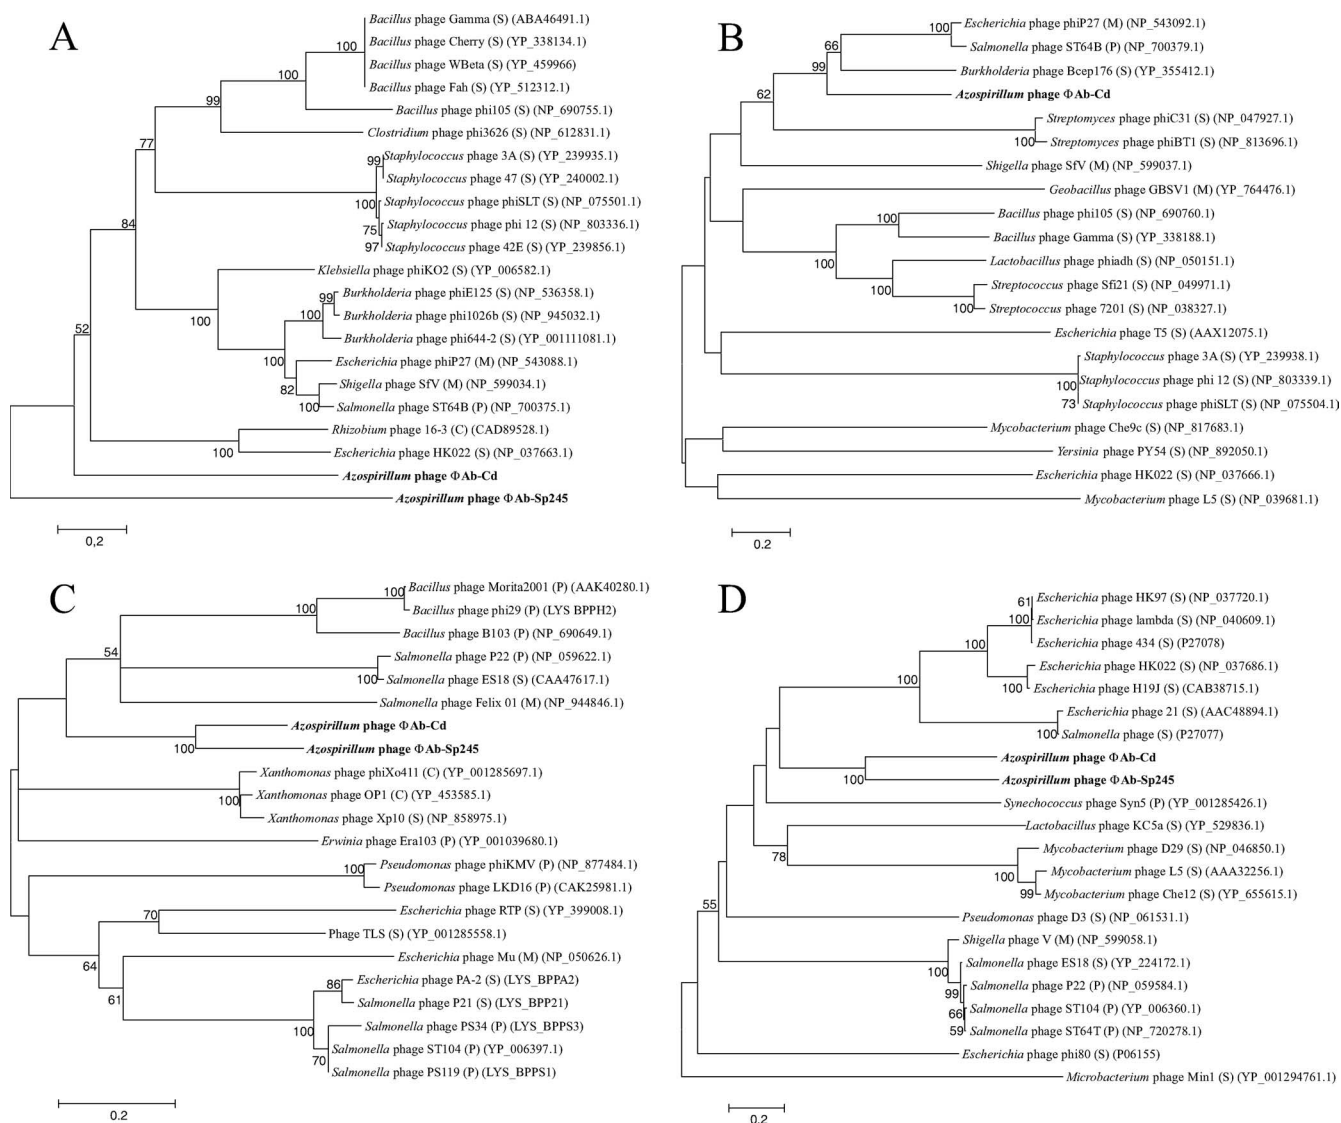 A
Bacillus phage Gamma (S) (ABA46491.1)
100
Bacillus phage Cherry (S) (YP_338134.1)
Bacillus phage WBeta (S) (YP_459966)
100
Bacillus phage Fah (S) (YP_512312.1)
99
Bacillus phage phi105 (S) (NP_690755.1)
Clostridium phage phi3626 (S) (NP_612831.1)
77
99
Staphylococcus phage 3A (S) (YP_239935.1)
Staphylococcus phage 47 (S) (YP_240002.1)
100
Staphylococcus phage phiSLT (S) (NP_075501.1)
84
75
Staphylococcus phage phi 12 (S) (NP_803336.1)
97
Staphylococcus phage 42E (S) (YP_239856.1)
Klebsiella phage phiKO2 (S) (YP_006582.1)
99
Burkholderia phage phiE125 (S) (NP_536358.1)
100
100
Burkholderia phage phi1026b (S) (NP_945032.1)
52
Burkholderia phage phi644-2 (S) (YP_001111081.1)
100
Escherichia phage phiP27 (M) (NP_543088.1)
82
Shigella phage SfV (M) (NP_599034.1)
100
Salmonella phage ST64B (P) (NP_700375.1)
Rhizobium phage 16-3 (C) (CAD89528.1)
100
Escherichia phage HK022 (S) (NP_037663.1)
Azospirillum phage ΦAb-Cd
Azospirillum phage ΦAb-Sp245
0,2
B
100
Escherichia phage phiP27 (M) (NP_543092.1)
66
Salmonella phage ST64B (P) (NP_700379.1)
99
Burkholderia phage Bcep176 (S) (YP_355412.1)
62
Azospirillum phage ΦAb-Cd
Streptomyces phage phiC31 (S) (NP_047927.1)
100
Streptomyces phage phiBT1 (S) (NP_813696.1)
Shigella phage SfV (M) (NP_599037.1)
Geobacillus phage GBSV1 (M) (YP_764476.1)
100
Bacillus phage phi105 (S) (NP_690760.1)
Bacillus phage Gamma (S) (YP_338188.1)
100
Lactobacillus phage phiadh (S) (NP_050151.1)
100
Streptococcus phage Sfi21 (S) (NP_049971.1)
100
Streptococcus phage 7201 (S) (NP_038327.1)
Escherichia phage T5 (S) (AAX12075.1)
Staphylococcus phage 3A (S) (YP_239938.1)
100
Staphylococcus phage phi 12 (S) (NP_803339.1)
73
Staphylococcus phage phiSLT (S) (NP_075504.1)
Mycobacterium phage Che9c (S) (NP_817683.1)
Yersinia phage PY54 (S) (NP_892050.1)
Escherichia phage HK022 (S) (NP_037666.1)
Mycobacterium phage L5 (S) (NP_039681.1)
0.2
C
100
Bacillus phage Morita2001 (P) (AAK40280.1)
100
Bacillus phage phi29 (P) (LYS BPPH2)
Bacillus phage B103 (P) (NP_690649.1)
54
Salmonella phage P22 (P) (NP_059622.1)
100
Salmonella phage ES18 (S) (CAA47617.1)
Salmonella phage Felix 01 (M) (NP_944846.1)
Azospirillum phage ΦAb-Cd
100
Azospirillum phage ΦAb-Sp245
Xanthomonas phage phiXo411 (C) (YP_001285697.1)
100
Xanthomonas phage OP1 (C) (YP_453585.1)
Xanthomonas phage Xp10 (S) (NP_858975.1)
Erwinia phage Era103 (P) (YP_001039680.1)
100
Pseudomonas phage phiKMV (P) (NP_877484.1)
Pseudomonas phage LKD16 (P) (CAK25981.1)
70
Escherichia phage RTP (S) (YP_399008.1)
Phage TLS (S) (YP_001285558.1)
64
Escherichia phage Mu (M) (NP_050626.1)
61
86
Escherichia phage PA-2 (S) (LYS_BPPA2)
Salmonella phage P21 (S) (LYS_BPP21)
100
Salmonella phage PS34 (P) (LYS_BPPS3)
70
Salmonella phage ST104 (P) (YP_006397.1)
Salmonella phage PS119 (P) (LYS_BPPS1)
0.2
D
61
Escherichia phage HK97 (S) (NP_037720.1)
100
Escherichia phage lambda (S) (NP_040609.1)
100
Escherichia phage 434 (S) (P27078)
Escherichia phage HK022 (S) (NP_037686.1)
100
100
Escherichia phage H19J (S) (CAB38715.1)
Escherichia phage 21 (S) (AAC48894.1)
100
Salmonella phage (S) (P27077)
Azospirillum phage ΦAb-Cd
100
Azospirillum phage ΦAb-Sp245
Synechococcus phage Syn5 (P) (YP_001285426.1)
Lactobacillus phage KC5a (S) (YP_529836.1)
78
Mycobacterium phage D29 (S) (NP_046850.1)
100
Mycobacterium phage L5 (S) (AAA32256.1)
99
Mycobacterium phage Che12 (S) (YP_655615.1)
55
Pseudomonas phage D3 (S) (NP_061531.1)
Shigella phage V (M) (NP_599058.1)
100
Salmonella phage ES18 (S) (YP_224172.1)
99
Salmonella phage P22 (P) (NP_059584.1)
66
Salmonella phage ST104 (P) (YP_006360.1)
59
Salmonella phage ST64T (P) (NP_720278.1)
Escherichia phage phi80 (S) (P06155)
Microbacterium phage Min1 (S) (YP_001294761.1)
0.2